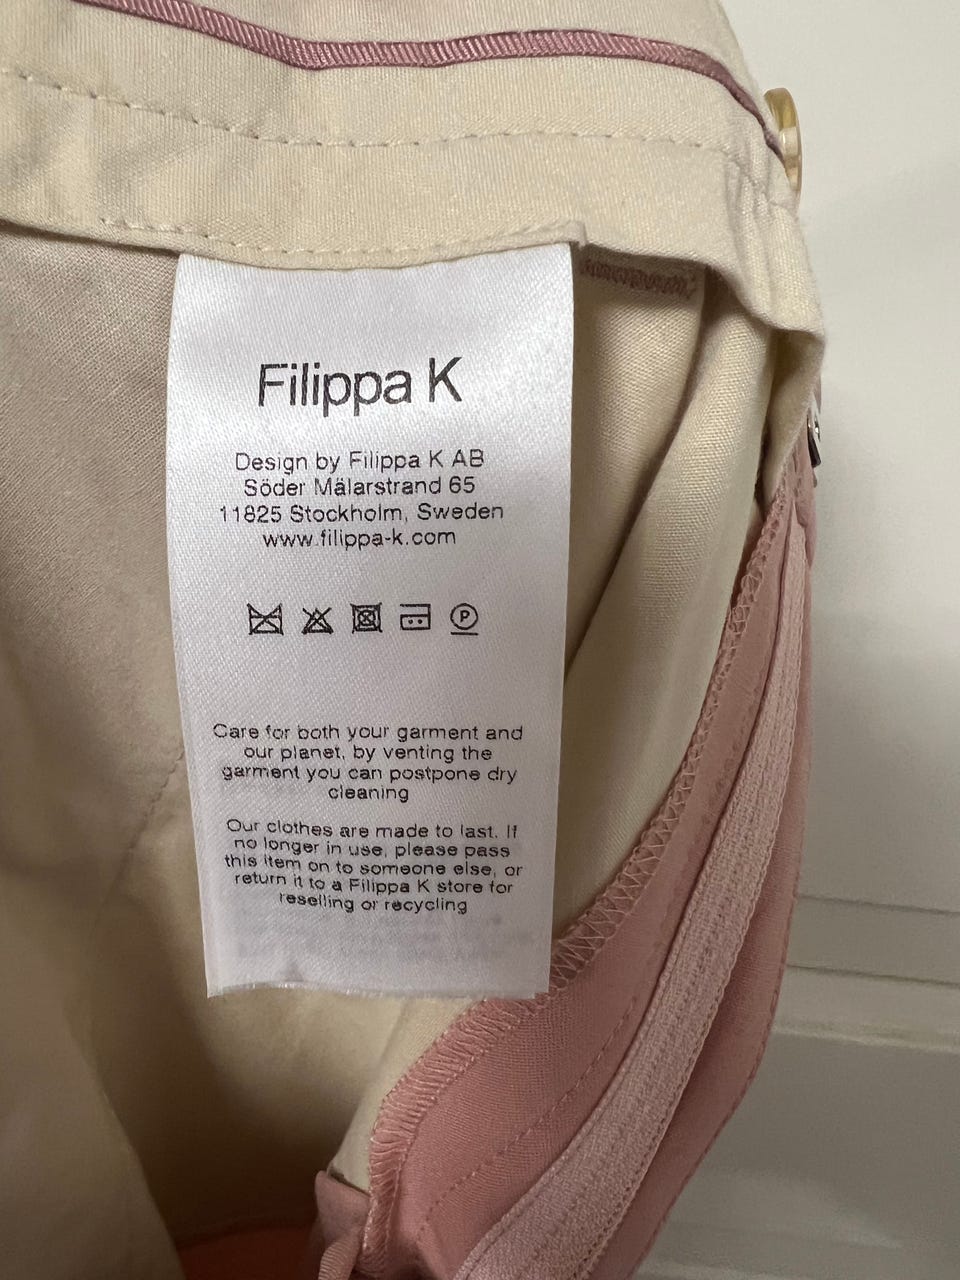 Filippa K
Design by Filippa K AB
Söder Mälarstrand 65
11825 Stockholm, Sweden
www.filippa-k.com
P
Care for both your garment and
our planet, by venting the
garment you can postpone dry
cleaning
Our clothes are made to last. If
no longer in use, please pass
this item on to someone else, or
return it to a Filippa K store for
reselling or recycling